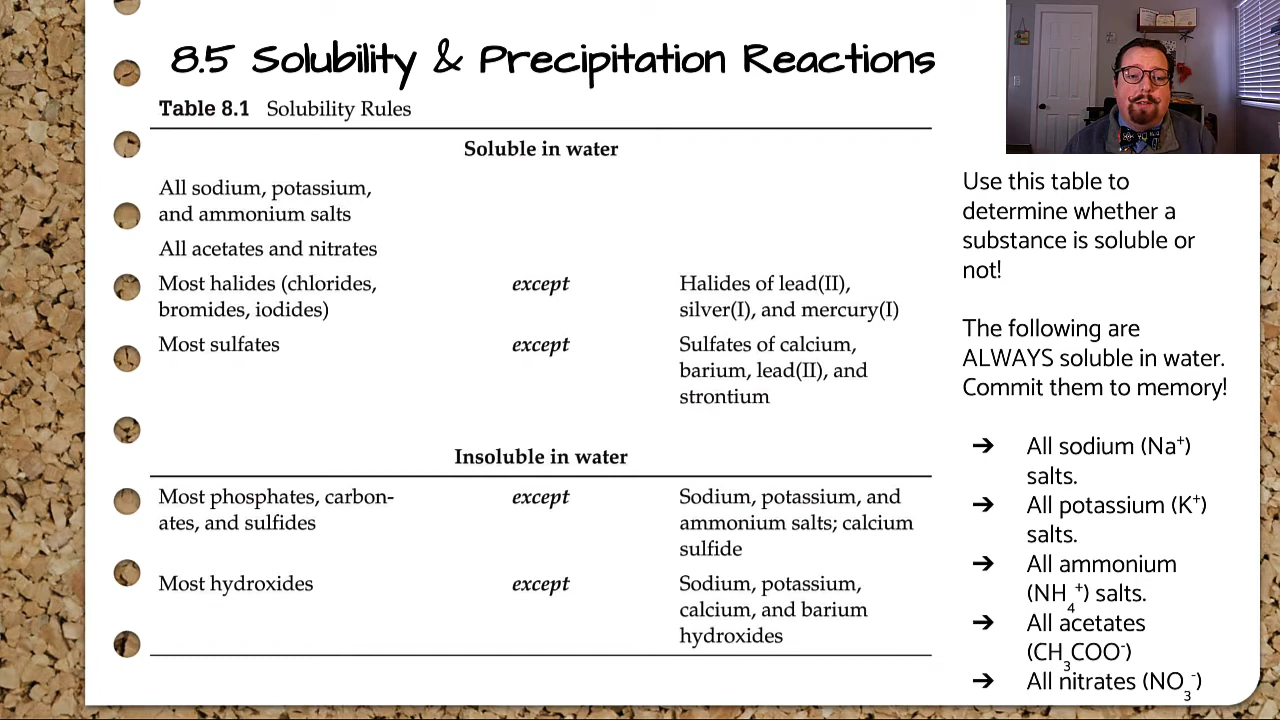 8.5 Solubility & Precipitation Reactions
Table 8.1 Solubility Rules
Soluble in water
All sodium, potassium,
and ammonium salts
All acetates and nitrates
Most halides (chlorides,
bromides, iodides)
except
Halides of lead(II),
silver(I), and mercury(I)
Most sulfates
except
Sulfates of calcium,
barium, lead(II), and
strontium
Insoluble in water
Most phosphates, carbon-
ates, and sulfides
except
Sodium, potassium, and
ammonium salts; calcium
sulfide
Most hydroxides
except
Sodium, potassium,
calcium, and barium
hydroxides
Use this table to
determine whether a
substance is soluble or
not!
The following are
ALWAYS soluble in water.
Commit them to memory!
➔ All sodium (Na⁺)
salts.
➔ All potassium (K⁺)
salts.
➔ All ammonium
(NH₄⁺) salts.
➔ All acetates
(CH₃COO⁻)
➔ All nitrates (NO₃⁻)